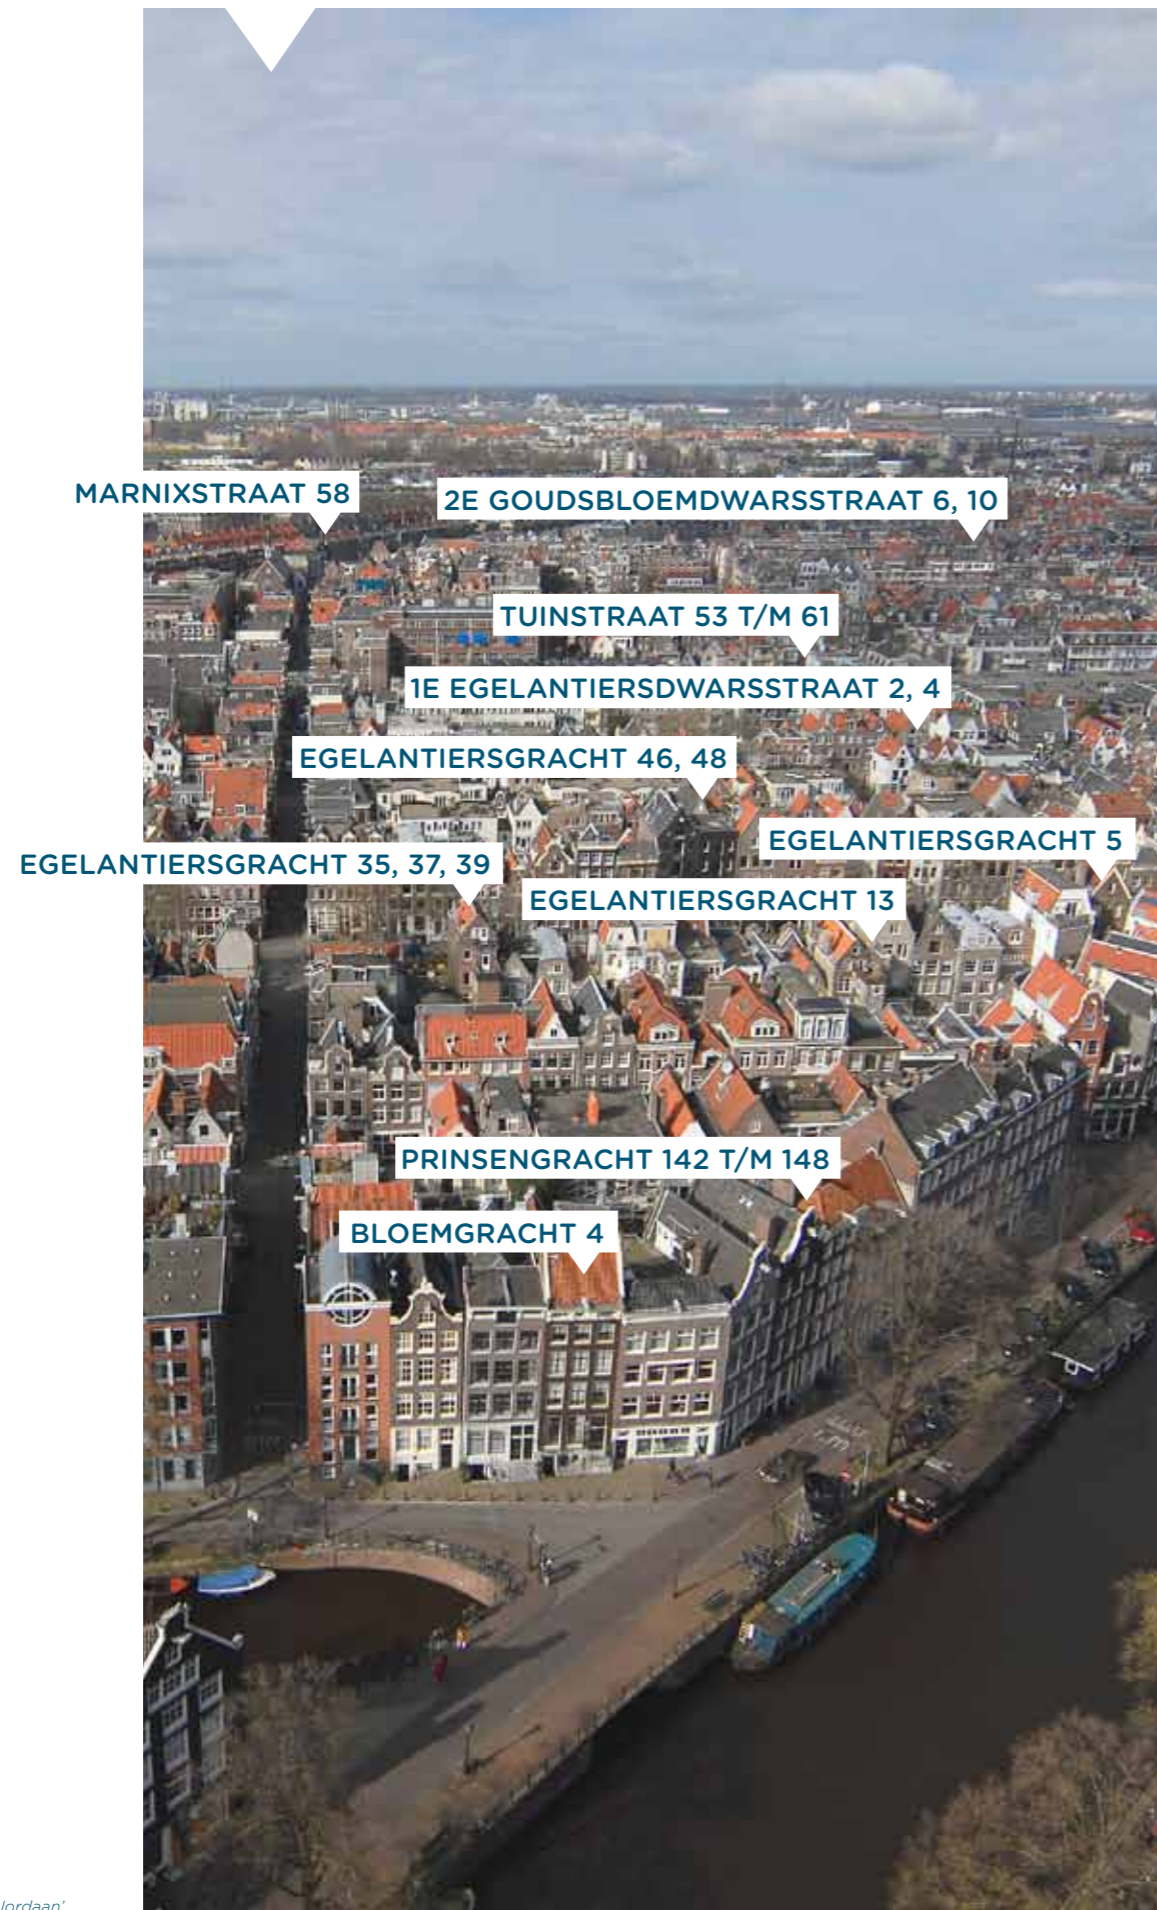 MARNIXSTRAAT 58
2E GOUDSBLOEMDWARSSTRAAT 6, 10
TUINSTRAAT 53 T/M 61
1E EGELANTIERSDWARSSTRAAT 2, 4
EGELANTIERSGRACHT 46, 48
EGELANTIERSGRACHT 5
EGELANTIERSGRACHT 35, 37, 39
EGELANTIERSGRACHT 13
PRINSENGRACHT 142 T/M 148
BLOEMGRACHT 4
Jordaan'